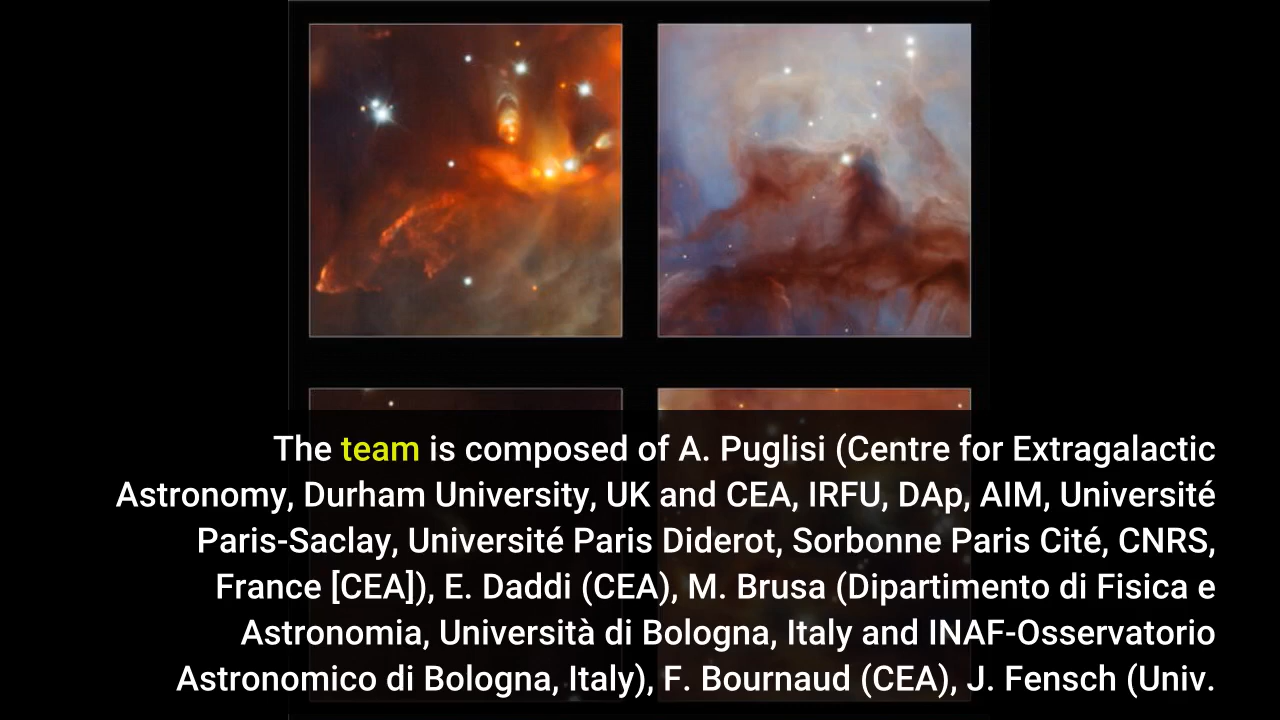 The team is composed of A. Puglisi (Centre for Extragalactic
Astronomy, Durham University, UK and CEA, IRFU, DAp, AIM, Université
Paris-Saclay, Université Paris Diderot, Sorbonne Paris Cité, CNRS,
France [CEA]), E. Daddi (CEA), M. Brusa (Dipartimento di Fisica e
Astronomia, Università di Bologna, Italy and INAF-Osservatorio
Astronomico di Bologna, Italy), F. Bournaud (CEA), J. Fensch (Univ.